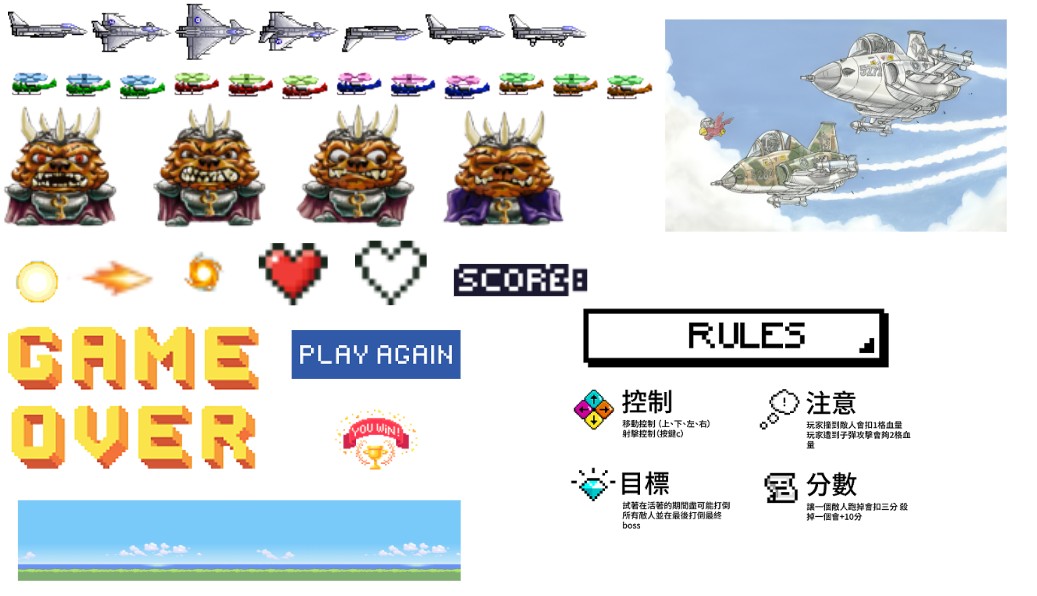 5277
SCORE:
GAME
OVER
PLAY AGAIN
YOU WIN!
RULES
控制
移動控制 (上、下、左、右)
射擊控制(按鍵c)
注意
玩家撞到敵人會扣1格血量
玩家遭到子彈攻擊會夠2格血
量
目標
試著在活著的期間盡可能打倒
所有敵人並在最後打倒最終
boss
分數
讓一個敵人跑掉會扣三分 殺
掉一個會+10分